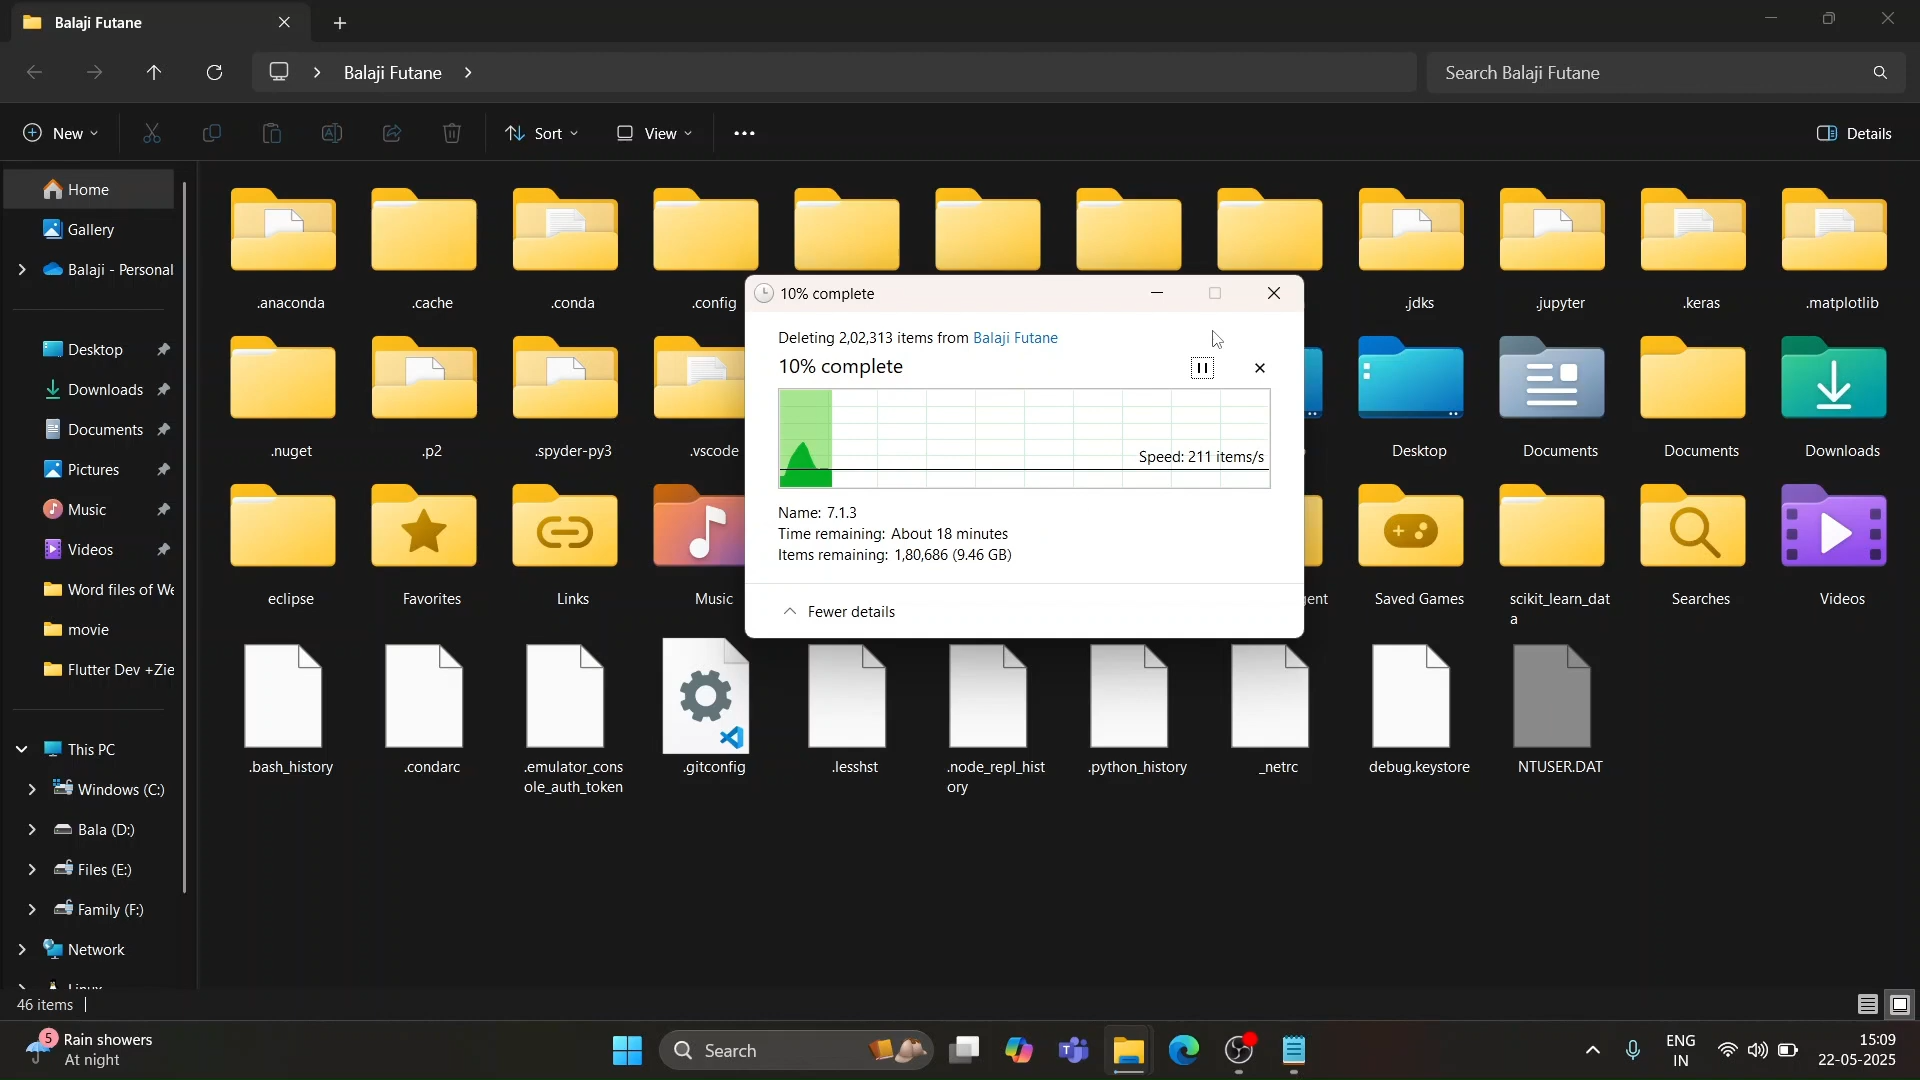 Balaji Futane
Balaji Futane
Search Balaji Futane
New
Sort
View
Details
Home
Gallery
Balaji - Personal
Desktop
Downloads
Documents
Pictures
Music
Videos
Word files of We
movie
Flutter Dev +Zie
This PC
Windows (C:)
Bala (D:)
Files (E:)
Family (F:)
Network
Linux
.anaconda
.cache
.conda
.config
.jdks
.jupyter
.keras
.matplotlib
.nuget
.p2
.spyder-py3
.vscode
Desktop
Documents
Documents
Downloads
eclipse
Favorites
Links
Music
Saved Games
scikit_learn_dat
a
Searches
Videos
.bash_history
.condarc
.emulator_cons
ole_auth_token
.gitconfig
.lesshst
.node_repl_hist
ory
.python_history
_netrc
debug.keystore
NTUSER.DAT
10% complete
Deleting 2,02,313 items from Balaji Futane
10% complete
Speed: 211 items/s
Name: 7.1.3
Time remaining: About 18 minutes
Items remaining: 1,80,686 (9.46 GB)
Fewer details
46 items
5
Rain showers
At night
Search
ENG
IN
15:09
22-05-2025